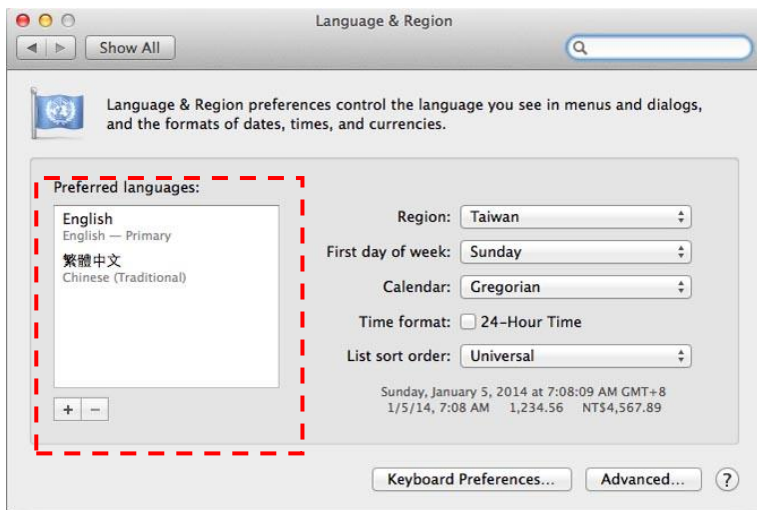 Language & Region
Show All
Language & Region preferences control the language you see in menus and dialogs,
and the formats of dates, times, and currencies.
Preferred languages:
English
English — Primary
繁體中文
Chinese (Traditional)
+ −
Region: Taiwan
First day of week: Sunday
Calendar: Gregorian
Time format: 24-Hour Time
List sort order: Universal
Sunday, January 5, 2014 at 7:08:09 AM GMT+8
1/5/14, 7:08 AM 1,234.56 NT$4,567.89
Keyboard Preferences... Advanced... ?